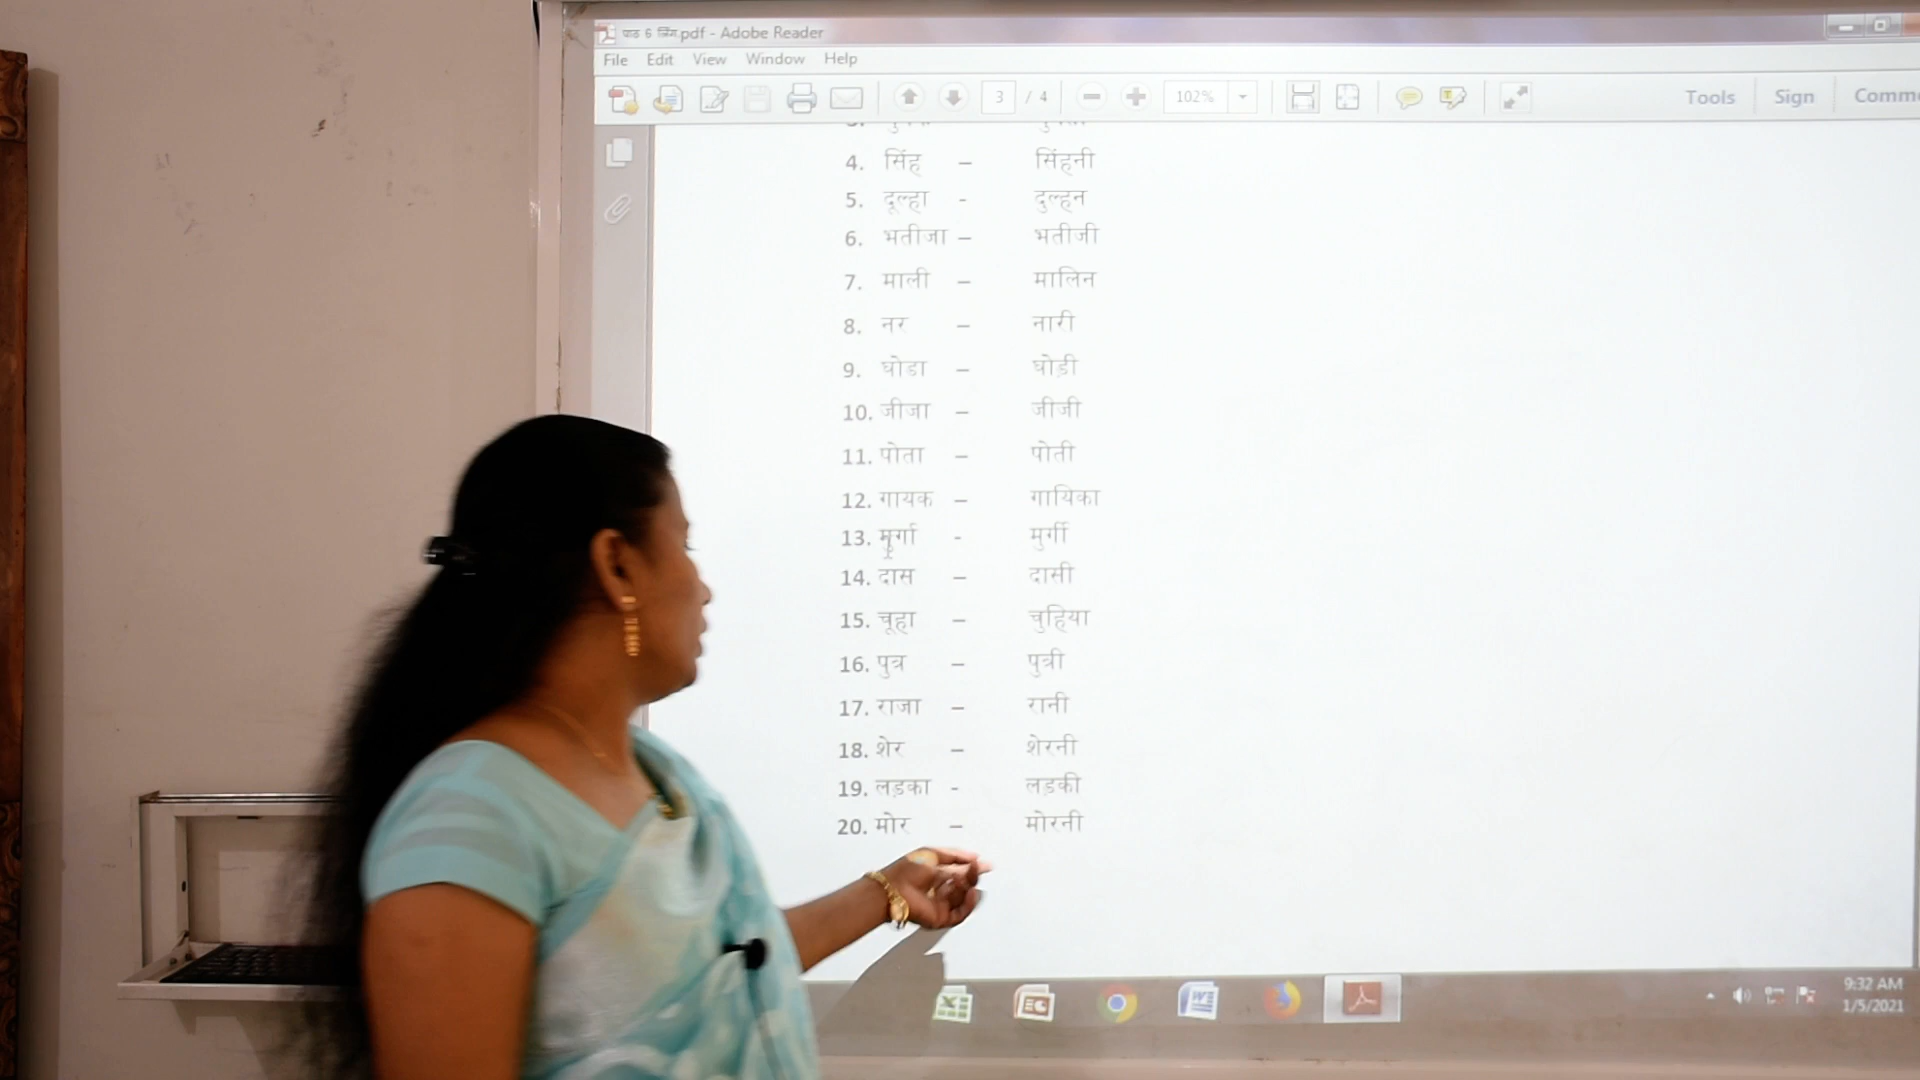 पाठ 6 लिंग.pdf - Adobe Reader
File Edit View Window Help
3 / 4 102% Tools Sign
4. सिंह – सिंहनी
5. दूल्हा - दुल्हन
6. भतीजा – भतीजी
7. माली – मालिन
8. नर – नारी
9. घोडा – घोड़ी
10. जीजा – जीजी
11. पोता – पोती
12. गायक – गायिका
13. मुर्गा - मुर्गी
14. दास – दासी
15. चूहा – चुहिया
16. पुत्र – पुत्री
17. राजा – रानी
18. शेर – शेरनी
19. लड़का - लड़की
20. मोर – मोरनी
9:32 AM
1/5/2021